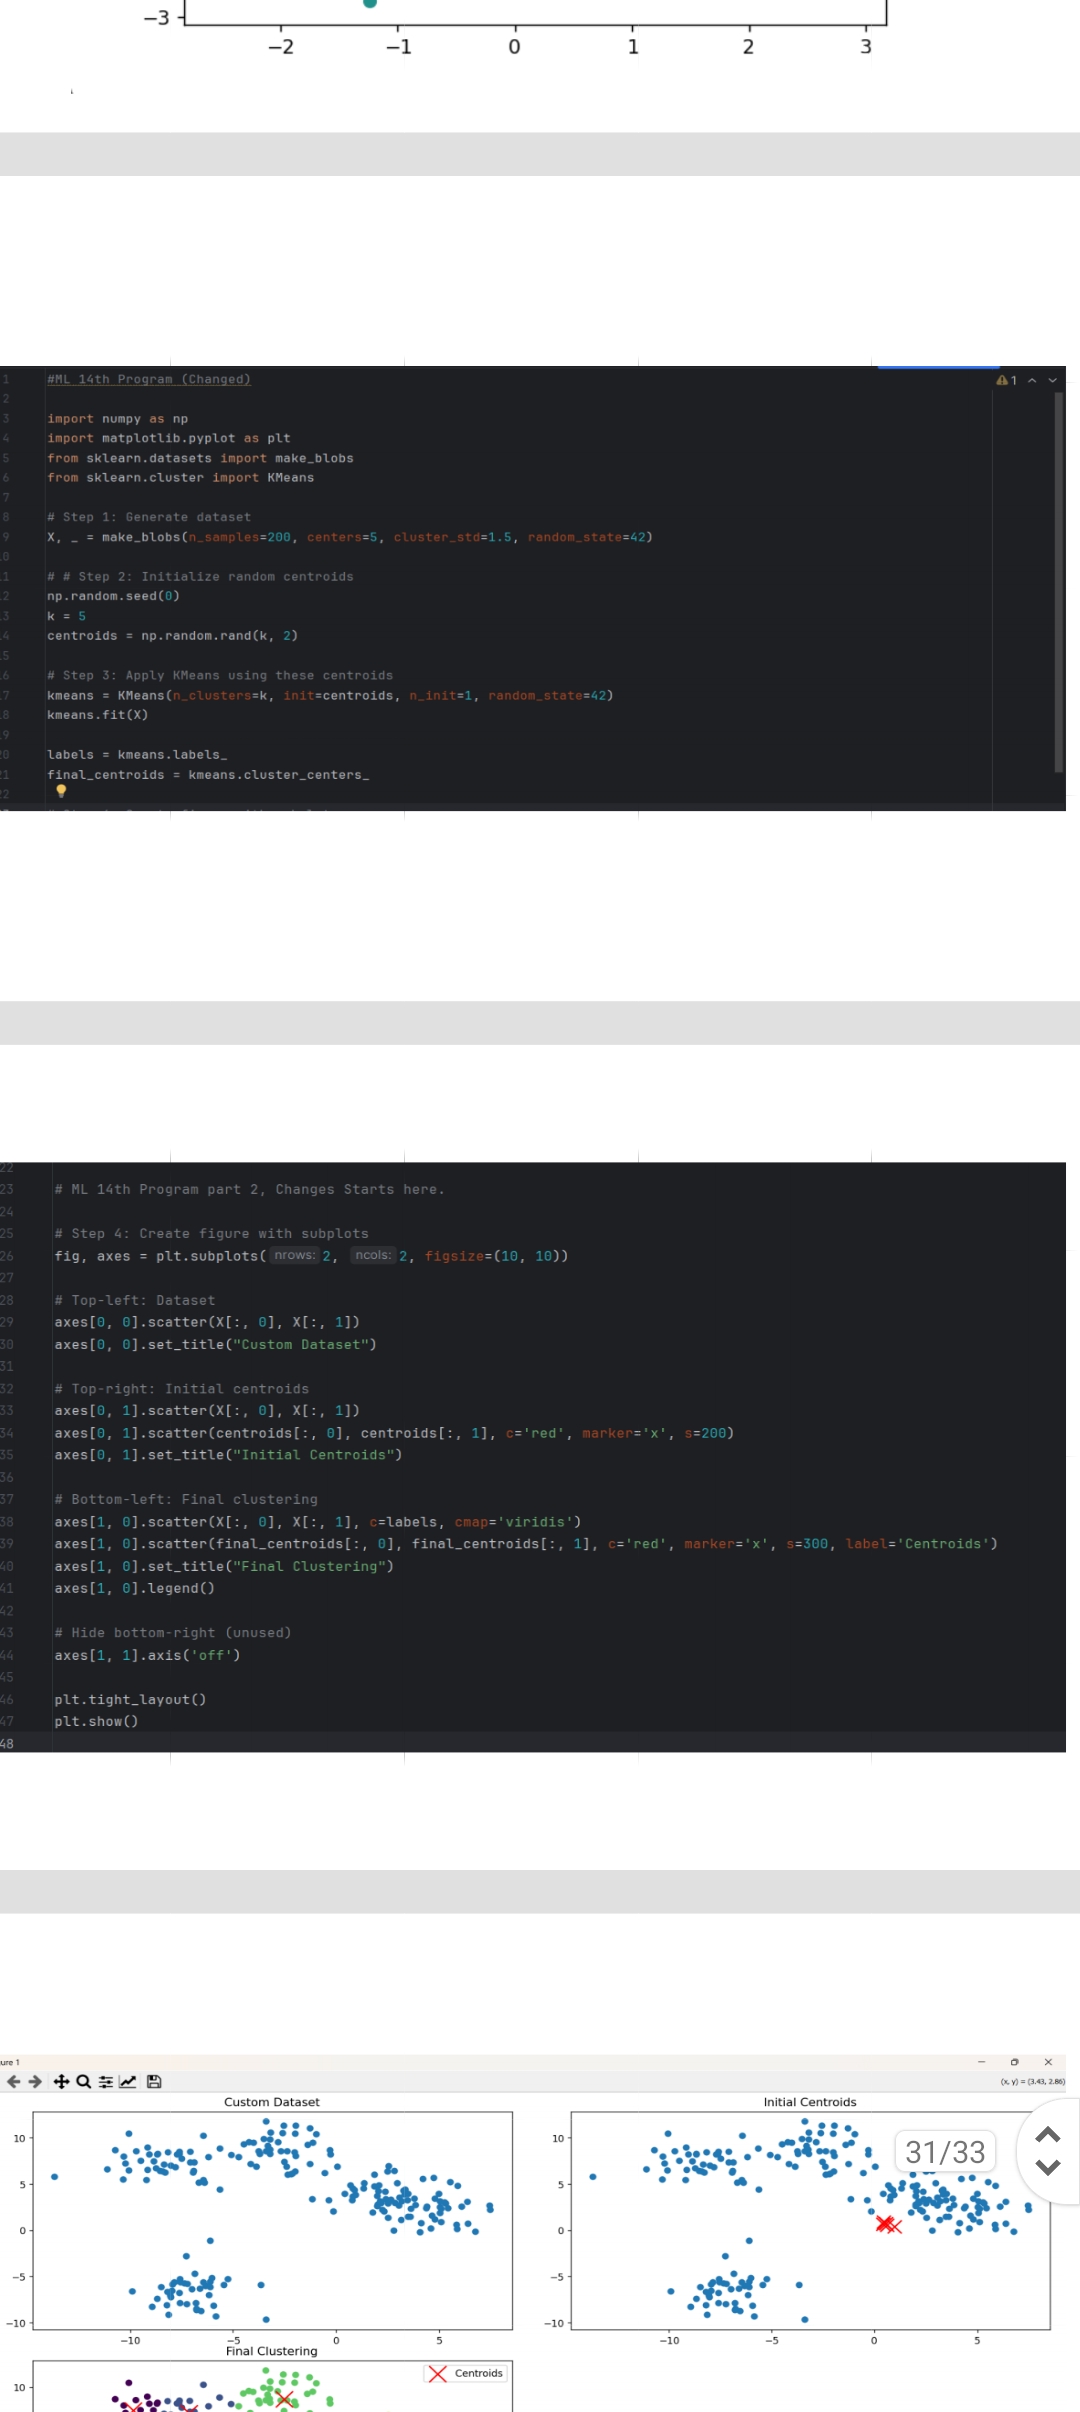 −3
−2 −1 0 1 2 3
1 #ML 14th Program (Changed) 1
2
3 import numpy as np
4 import matplotlib.pyplot as plt
5 from sklearn.datasets import make_blobs
6 from sklearn.cluster import KMeans
7
8 # Step 1: Generate dataset
9 X, _ = make_blobs(n_samples=200, centers=5, cluster_std=1.5, random_state=42)
0
1 # # Step 2: Initialize random centroids
2 np.random.seed(0)
3 k = 5
4 centroids = np.random.rand(k, 2)
5
6 # Step 3: Apply KMeans using these centroids
7 kmeans = KMeans(n_clusters=k, init=centroids, n_init=1, random_state=42)
8 kmeans.fit(X)
9
0 labels = kmeans.labels_
1 final_centroids = kmeans.cluster_centers_
2
22
23 # ML 14th Program part 2, Changes Starts here.
24
25 # Step 4: Create figure with subplots
26 fig, axes = plt.subplots( nrows: 2, ncols: 2, figsize=(10, 10))
27
28 # Top-left: Dataset
29 axes[0, 0].scatter(X[:, 0], X[:, 1])
30 axes[0, 0].set_title("Custom Dataset")
31
32 # Top-right: Initial centroids
33 axes[0, 1].scatter(X[:, 0], X[:, 1])
34 axes[0, 1].scatter(centroids[:, 0], centroids[:, 1], c='red', marker='x', s=200)
35 axes[0, 1].set_title("Initial Centroids")
36
37 # Bottom-left: Final clustering
38 axes[1, 0].scatter(X[:, 0], X[:, 1], c=labels, cmap='viridis')
39 axes[1, 0].scatter(final_centroids[:, 0], final_centroids[:, 1], c='red', marker='x', s=300, label='Centroids')
40 axes[1, 0].set_title("Final Clustering")
41 axes[1, 0].legend()
42
43 # Hide bottom-right (unused)
44 axes[1, 1].axis('off')
45
46 plt.tight_layout()
47 plt.show()
48
ure 1
(x, y) = (3.43, 2.86)
Custom Dataset
10
5
0
−5
−10
−10 −5 0 5
Initial Centroids
10
5
0
−5
−10
−10 −5 0 5
31/33
Final Clustering
Centroids
10